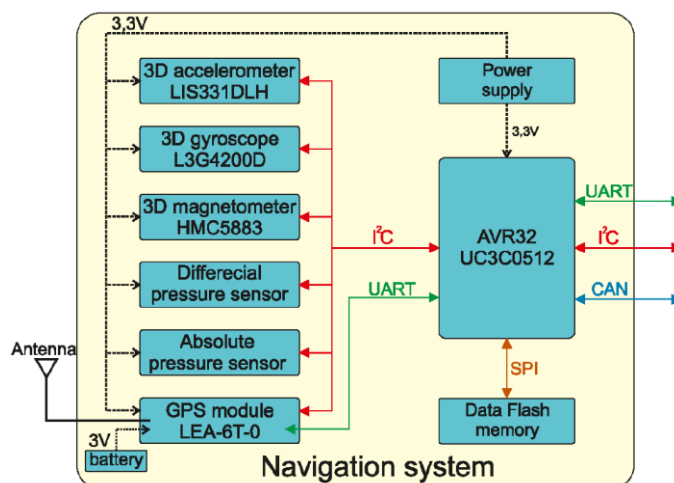 3,3V
3D accelerometer
LIS331DLH
Power
supply
3D gyroscope
L3G4200D
3,3V
3D magnetometer
HMC5883
AVR32
UC3C0512
UART
I²C
I²C
CAN
Differecial
pressure sensor
UART
Absolute
pressure sensor
Antenna
SPI
GPS module
LEA-6T-0
Data Flash
memory
3V
battery
Navigation system